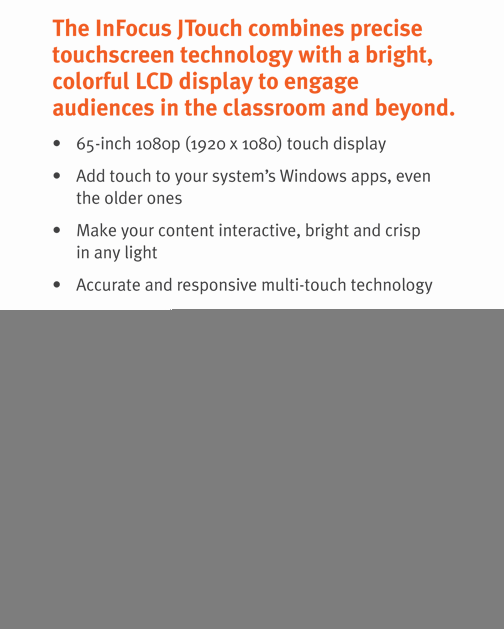 The InFocus JTouch combines precise
touchscreen technology with a bright,
colorful LCD display to engage
audiences in the classroom and beyond.
• 65-inch 1080p (1920 x 1080) touch display
• Add touch to your system's Windows apps, even
the older ones
• Make your content interactive, bright and crisp
in any light
• Accurate and responsive multi-touch technology